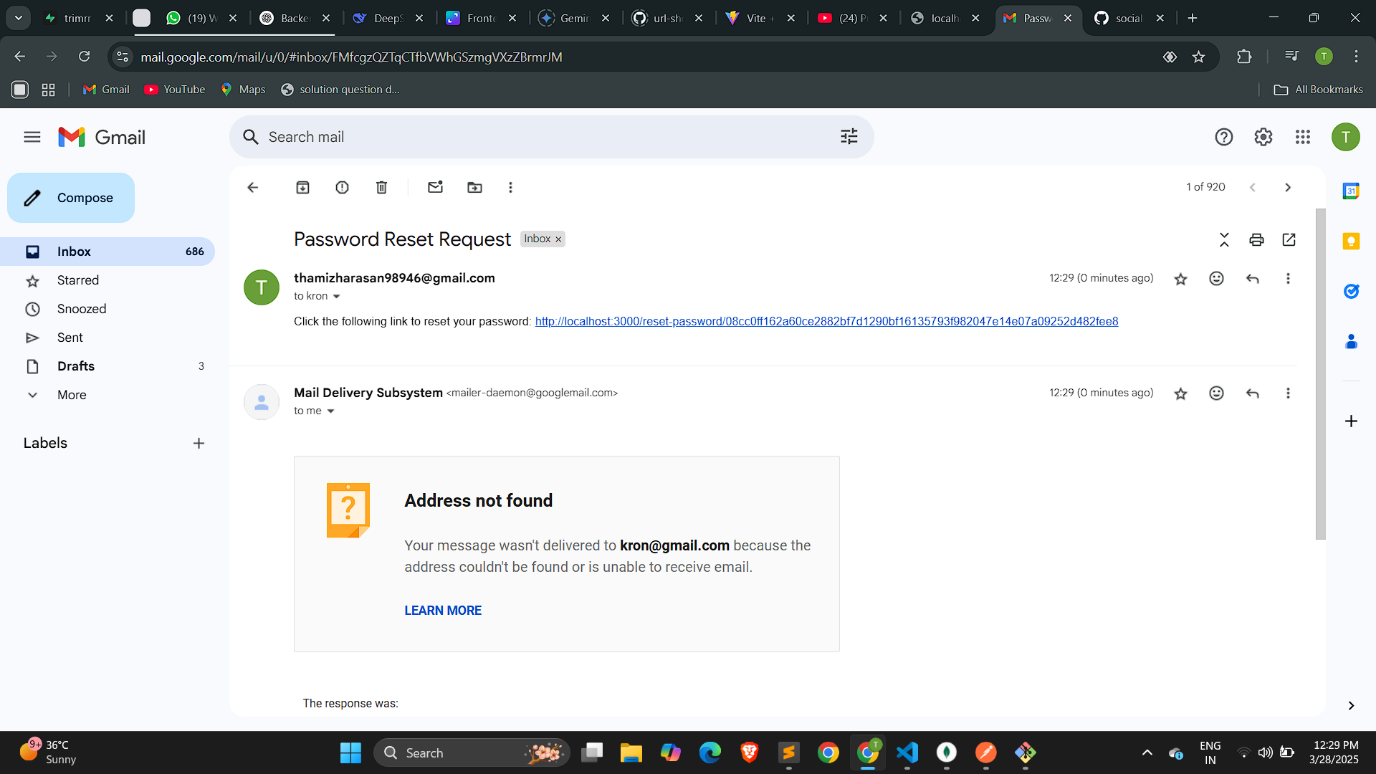 trimrr
(19) W
Backe
Deep
Fronte
Gemir
url-sh
Vite
(24) P
localh
Passw
social
mail.google.com/mail/u/0/#inbox/FMfcgzQZTqCTfbVWhGSzmgVXzZBrmrJM
T
Gmail
YouTube
Maps
solution question d...
All Bookmarks
Gmail
Search mail
T
Compose
1 of 920
31
Inbox 686
Starred
Snoozed
Sent
Drafts 3
More
Labels
Password Reset Request Inbox ×
T
thamizharasan98946@gmail.com 12:29 (0 minutes ago)
to kron
Click the following link to reset your password: http://localhost:3000/reset-password/08cc0ff162a60ce2882bf7d1290bf16135793f982047e14e07a09252d482fee8
Mail Delivery Subsystem <mailer-daemon@googlemail.com> 12:29 (0 minutes ago)
to me
?
Address not found
Your message wasn't delivered to kron@gmail.com because the
address couldn't be found or is unable to receive email.
LEARN MORE
The response was:
9+
36°C
Sunny
Search
T
ENG
IN
12:29 PM
3/28/2025